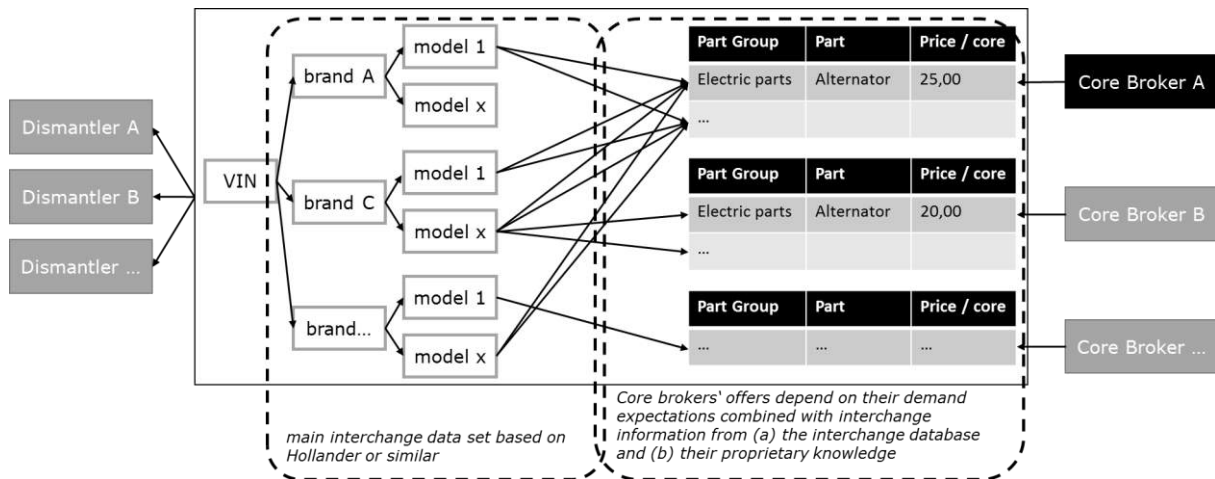 Dismantler A
Dismantler B
Dismantler ...
VIN
brand A
brand C
brand...
model 1
model x
model 1
model x
model 1
model x
main interchange data set based on
Hollander or similar
Part Group Part Price / core
Electric parts Alternator 25,00
...
Part Group Part Price / core
Electric parts Alternator 20,00
...
Part Group Part Price / core
... ... ...
Core brokers' offers depend on their demand
expectations combined with interchange
information from (a) the interchange database
and (b) their proprietary knowledge
Core Broker A
Core Broker B
Core Broker ...